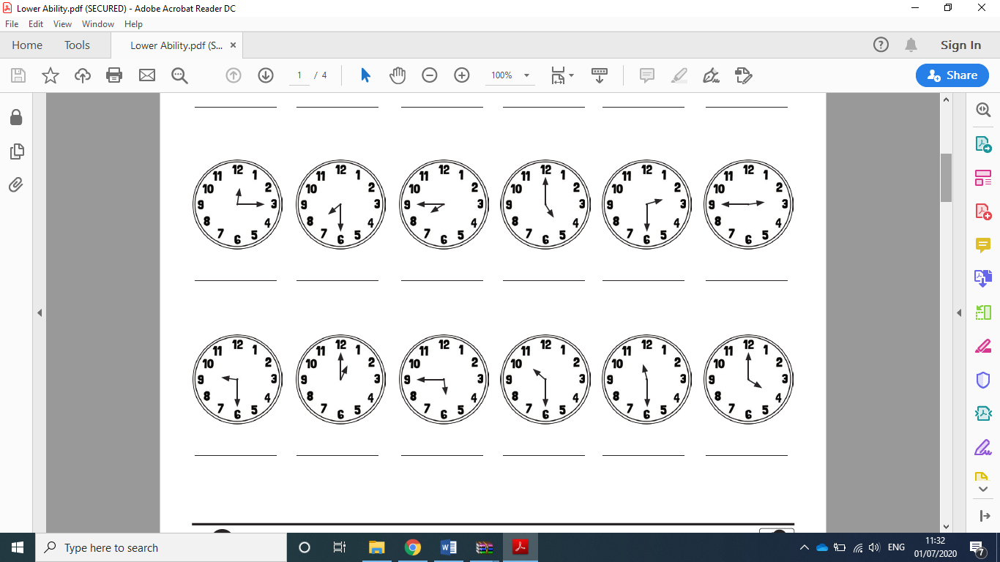 Lower Ability.pdf (SECURED) - Adobe Acrobat Reader DC
File Edit View Window Help
Home Tools Lower Ability.pdf (S... × Sign In
1 / 4 100% Share
12 1 2 3 4 5 6 7 8 9 10 11
12 1 2 3 4 5 6 7 8 9 10 11
12 1 2 3 4 5 6 7 8 9 10 11
12 1 2 3 4 5 6 7 8 9 10 11
12 1 2 3 4 5 6 7 8 9 10 11
12 1 2 3 4 5 6 7 8 9 10 11
12 1 2 3 4 5 6 7 8 9 10 11
12 1 2 3 4 5 6 7 8 9 10 11
12 1 2 3 4 5 6 7 8 9 10 11
12 1 2 3 4 5 6 7 8 9 10 11
12 1 2 3 4 5 6 7 8 9 10 11
12 1 2 3 4 5 6 7 8 9 10 11
Type here to search
ENG
11:32
01/07/2020
7